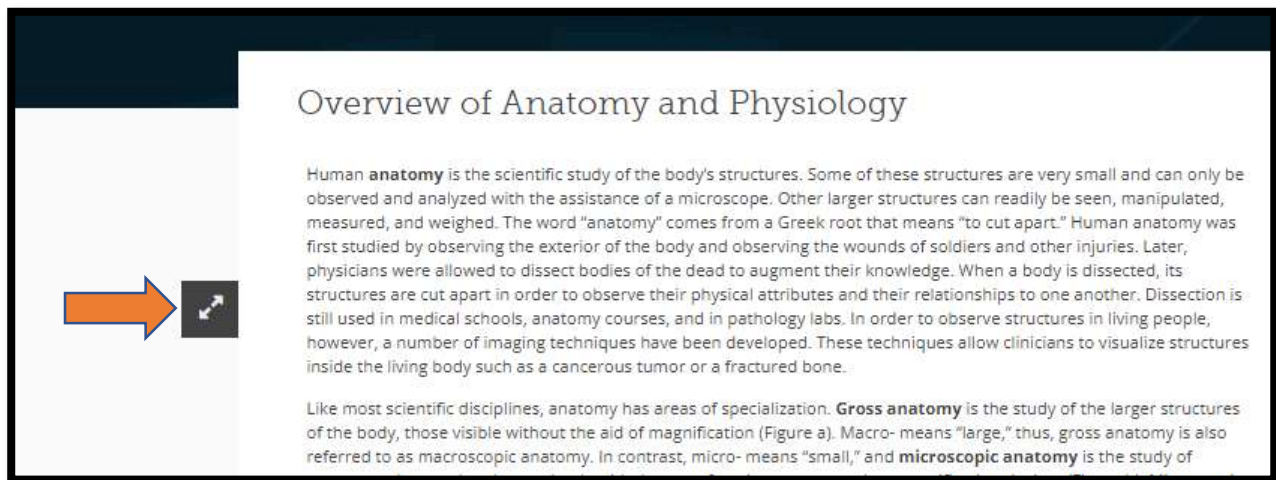 Overview of Anatomy and Physiology
Human anatomy is the scientific study of the body's structures. Some of these structures are very small and can only be
observed and analyzed with the assistance of a microscope. Other larger structures can readily be seen, manipulated,
measured, and weighed. The word “anatomy” comes from a Greek root that means “to cut apart.” Human anatomy was
first studied by observing the exterior of the body and observing the wounds of soldiers and other injuries. Later,
physicians were allowed to dissect bodies of the dead to augment their knowledge. When a body is dissected, its
structures are cut apart in order to observe their physical attributes and their relationships to one another. Dissection is
still used in medical schools, anatomy courses, and in pathology labs. In order to observe structures in living people,
however, a number of imaging techniques have been developed. These techniques allow clinicians to visualize structures
inside the living body such as a cancerous tumor or a fractured bone.
Like most scientific disciplines, anatomy has areas of specialization. Gross anatomy is the study of the larger structures
of the body, those visible without the aid of magnification (Figure a). Macro- means “large,” thus, gross anatomy is also
referred to as macroscopic anatomy. In contrast, micro- means “small,” and microscopic anatomy is the study of